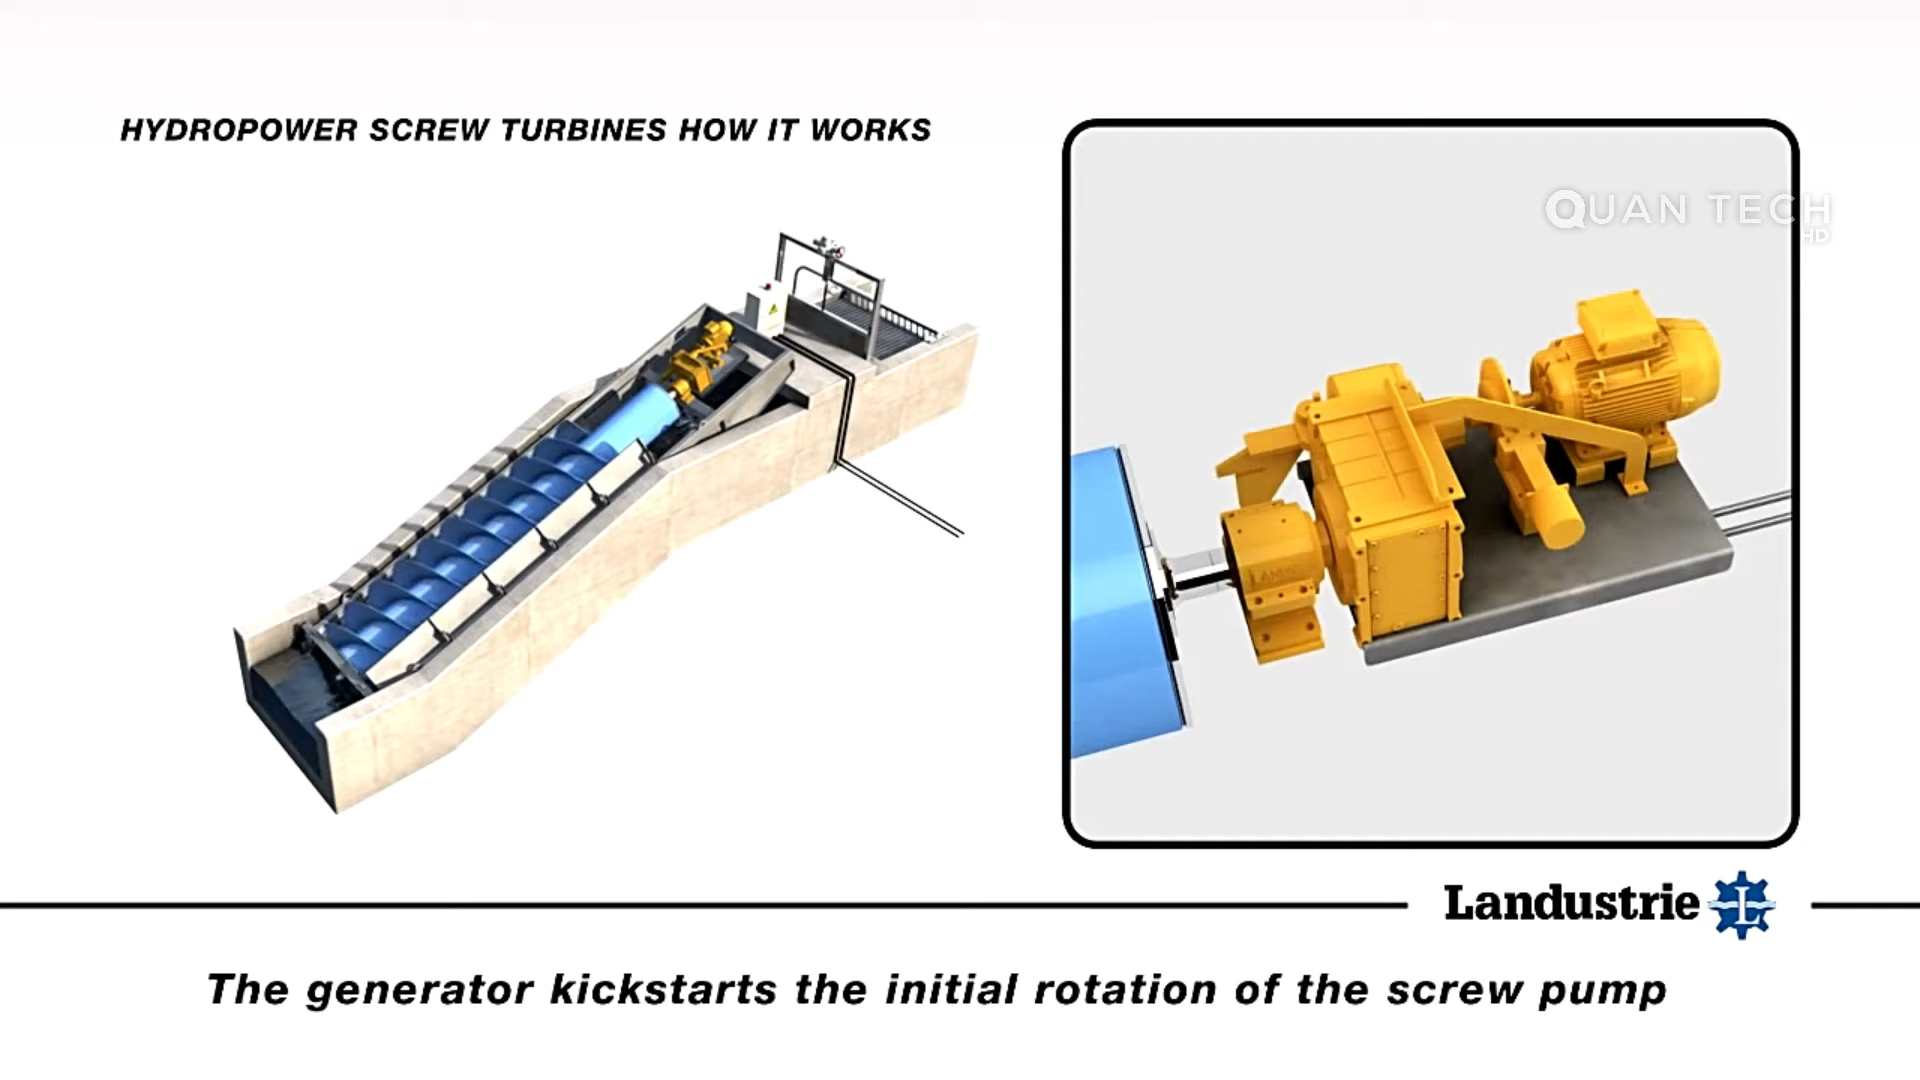 HYDROPOWER SCREW TURBINES HOW IT WORKS
QUAN TECH
HD
Landustrie
L
The generator kickstarts the initial rotation of the screw pump